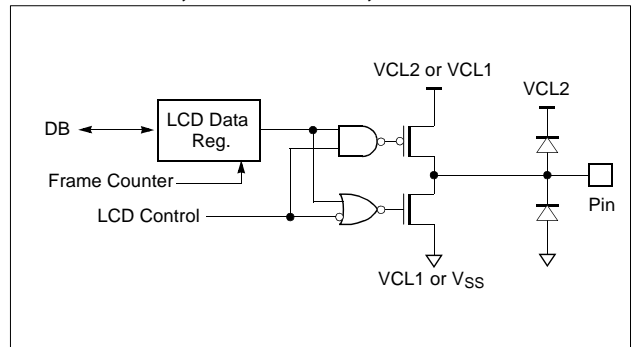 VCL2 or VCL1
VCL2
DB
LCD Data
Reg.
Frame Counter
LCD Control
Pin
VCL1 or VSS